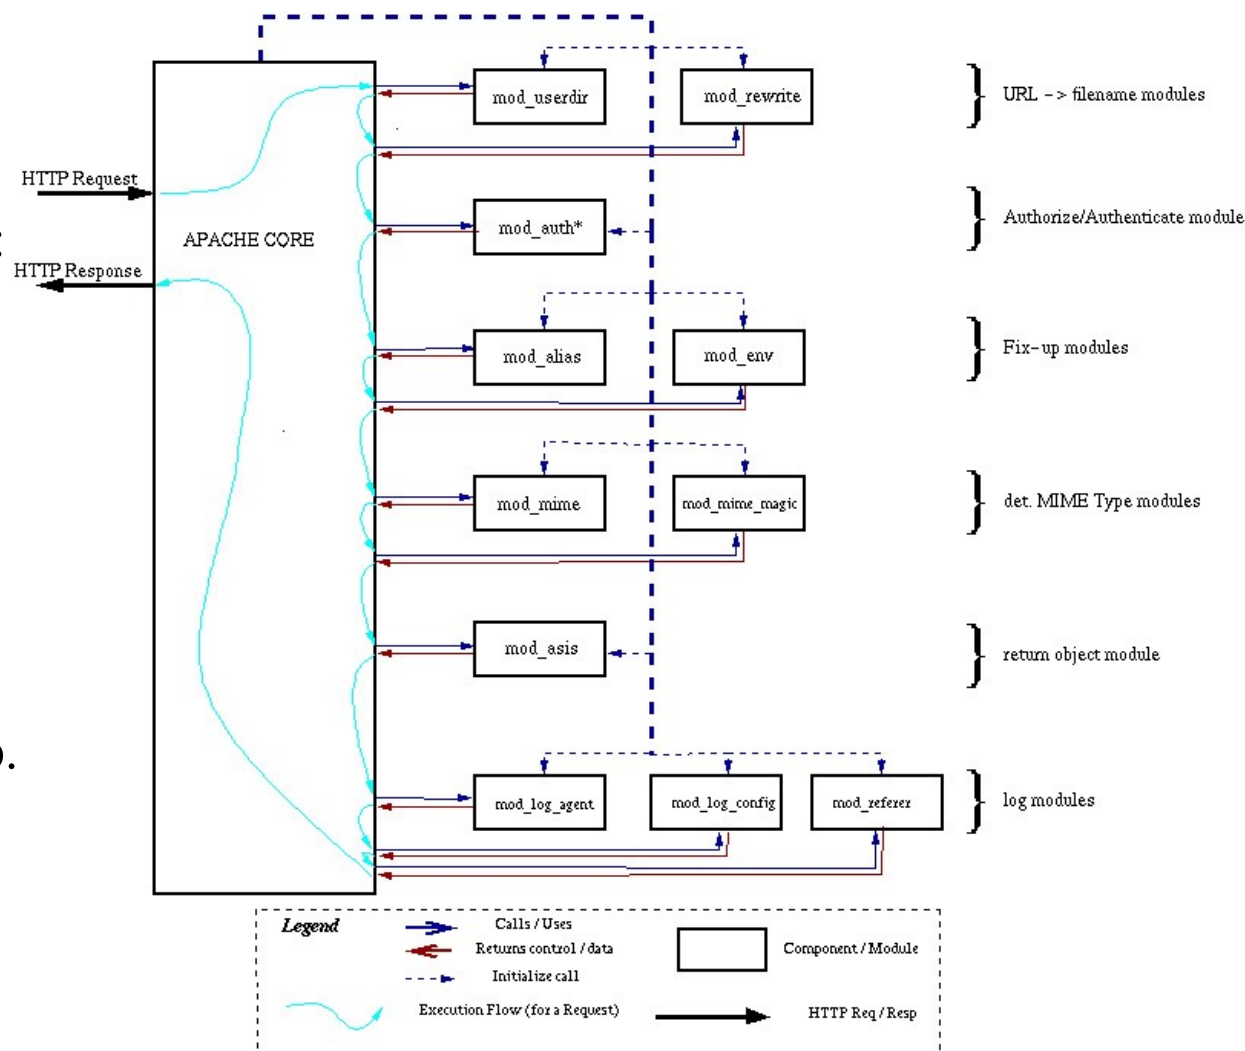 mod_userdir
mod_rewrite
URL -> filename modules
HTTP Request
mod_auth*
Authorize/Authenticate module
APACHE CORE
HTTP Response
mod_alias
mod_env
Fix-up modules
mod_mime
mod_mime_magic
det. MIME Type modules
mod_asis
return object module
mod_log_agent
mod_log_config
mod_referer
log modules
Legend
Calls / Uses
Returns control / data
Initialize call
Component / Module
Execution Flow (for a Request)
HTTP Req / Resp